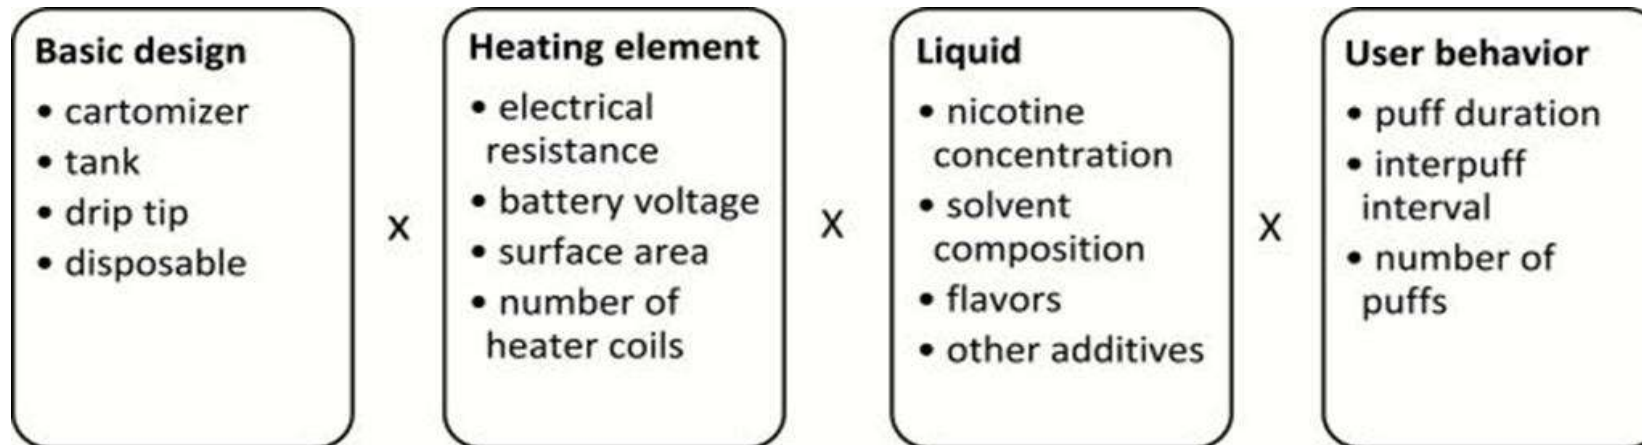 Basic design
• cartomizer
• tank
• drip tip
• disposable
x
Heating element
• electrical
resistance
• battery voltage
• surface area
• number of
heater coils
x
Liquid
• nicotine
concentration
• solvent
composition
• flavors
• other additives
x
User behavior
• puff duration
• interpuff
interval
• number of
puffs